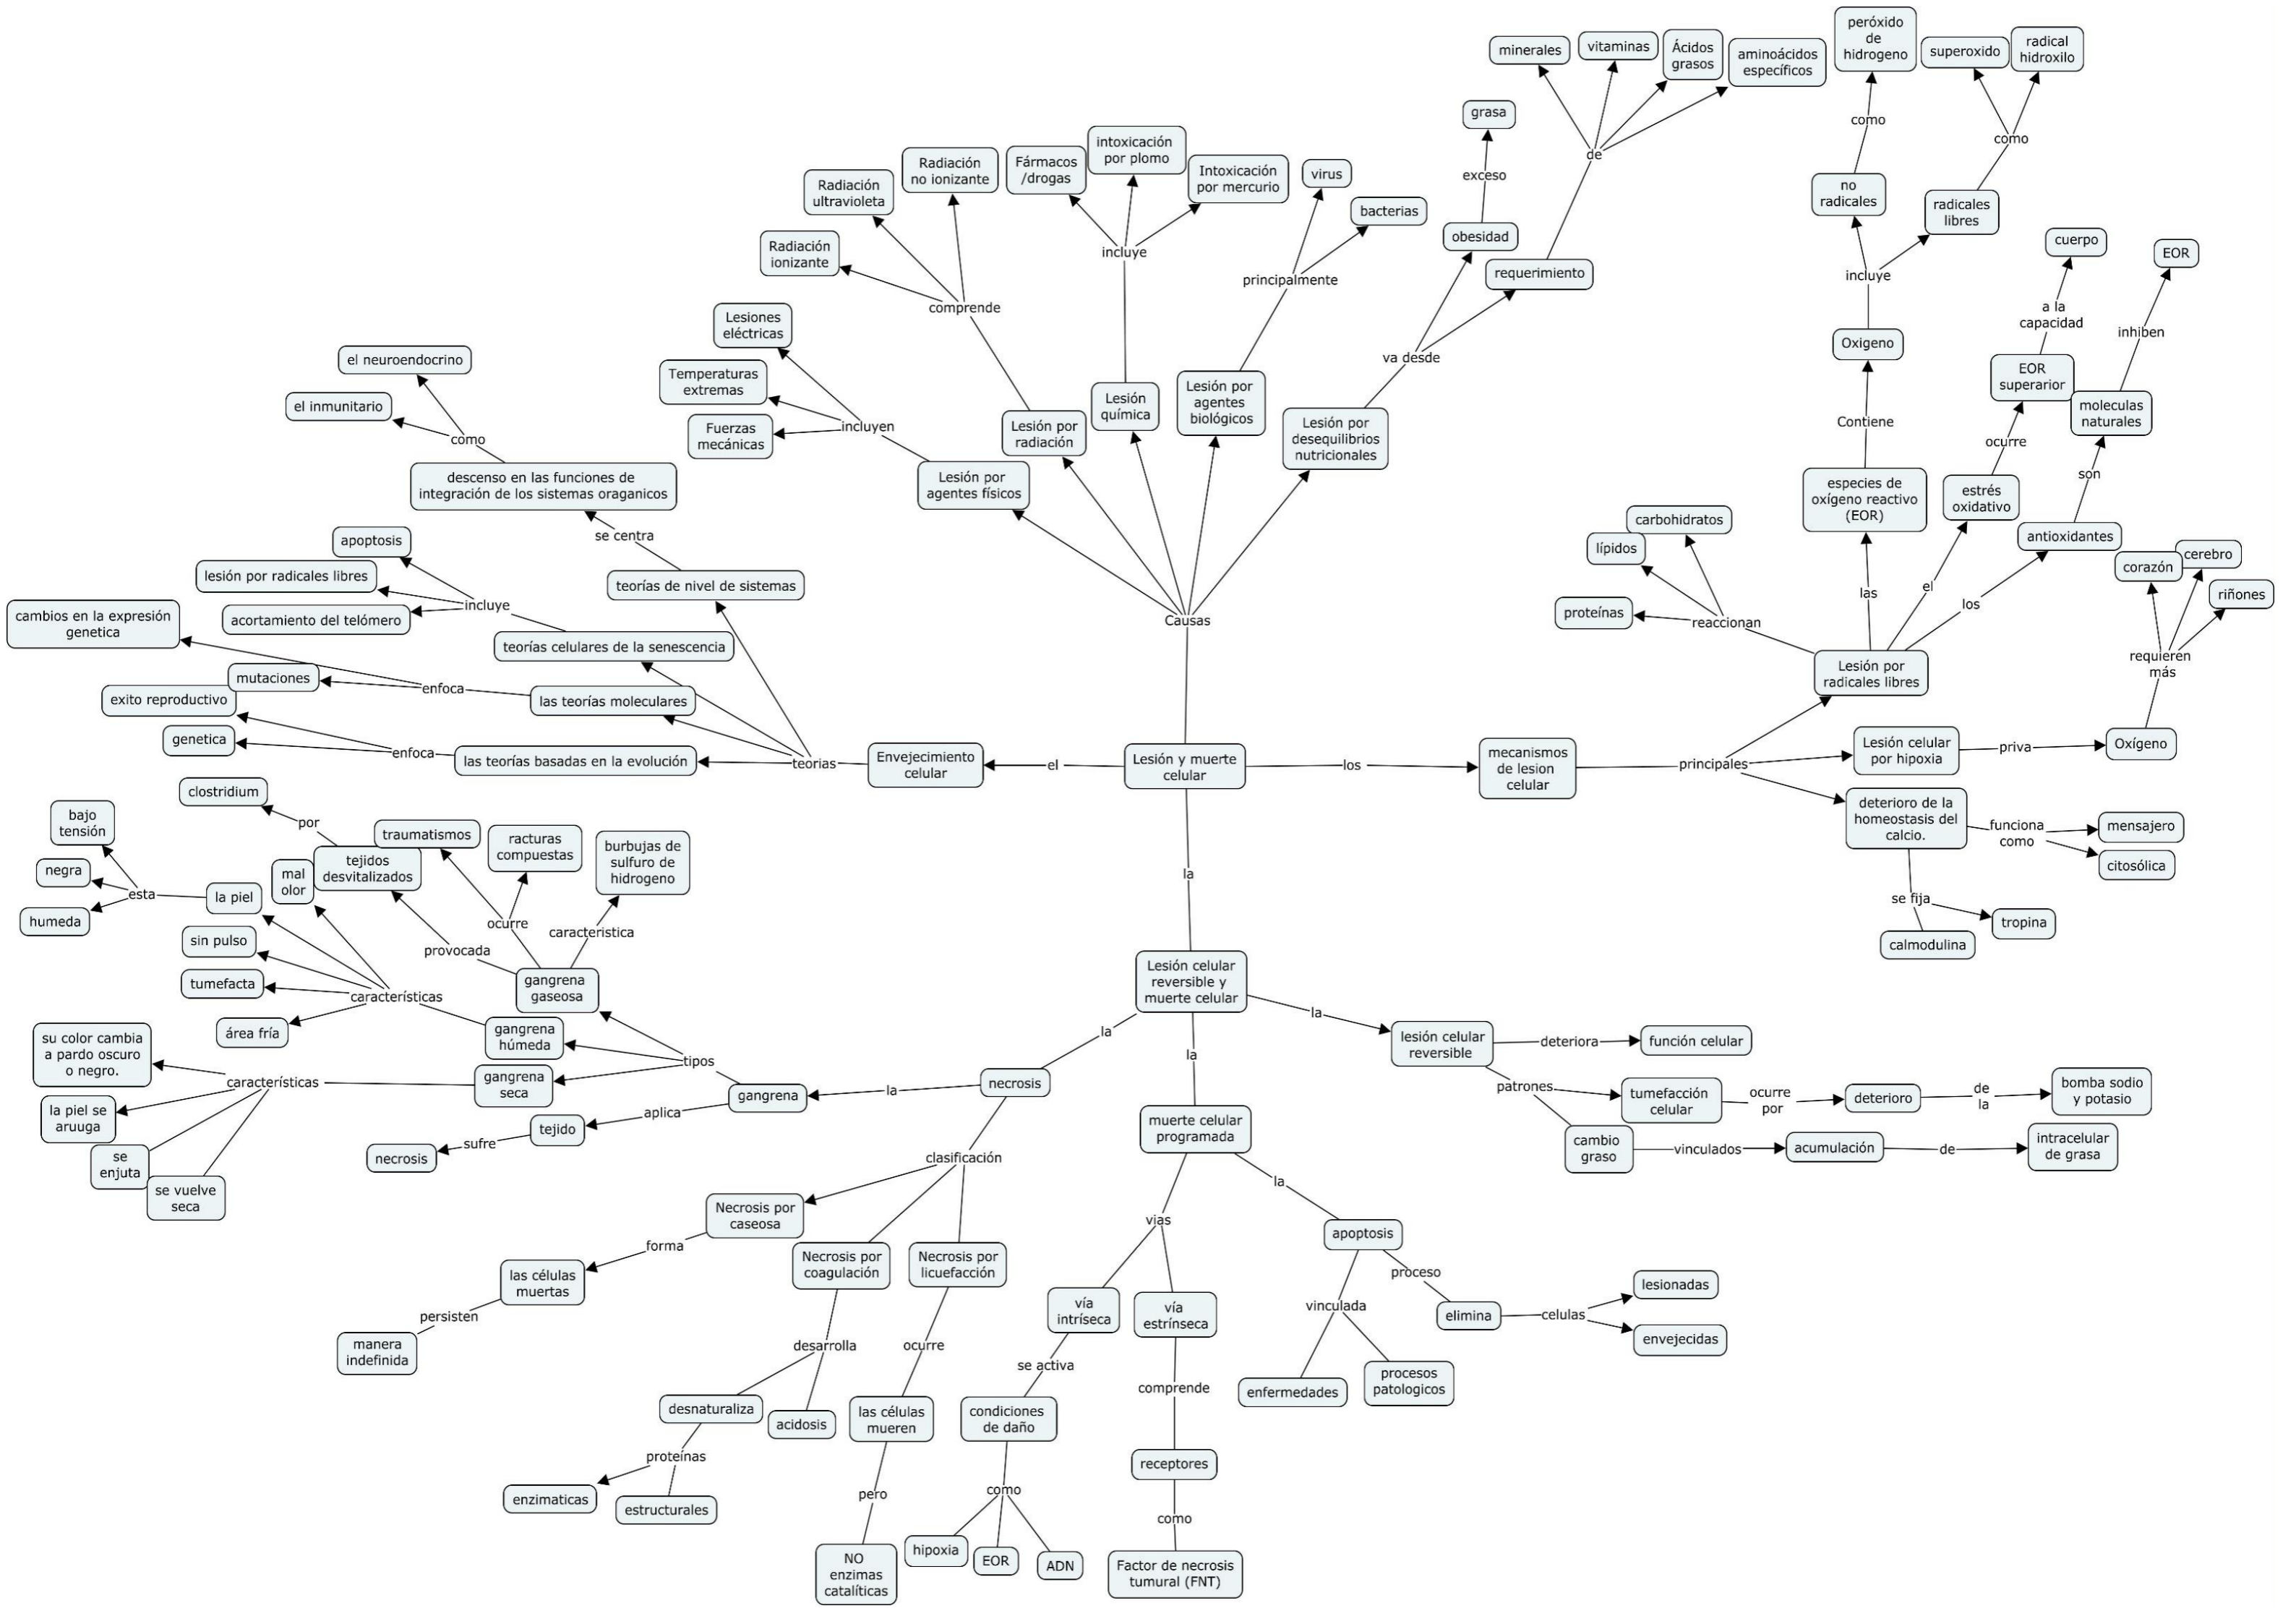 peróxido
de
hidrogeno
superoxido
radical
hidroxilo
minerales
vitaminas
Ácidos
grasos
aminoácidos
específicos
como
como
grasa
de
exceso
no
radicales
radicales
libres
Radiación
ultravioleta
Radiación
no ionizante
Fármacos
/drogas
intoxicación
por plomo
Intoxicación
por mercurio
virus
bacterias
obesidad
requerimiento
Radiación
ionizante
comprende
incluye
principalmente
va desde
incluye
Oxigeno
cuerpo
EOR
a la
capacidad
inhiben
EOR
superarior
moleculas
naturales
Contiene
ocurre
son
especies de
oxígeno reactivo
(EOR)
estrés
oxidativo
antioxidantes
Lesiones
eléctricas
Temperaturas
extremas
Fuerzas
mecánicas
incluyen
Lesión por
agentes físicos
Lesión por
radiación
Lesión
química
Lesión por
agentes
biológicos
Lesión por
desequilibrios
nutricionales
Causas
el neuroendocrino
el inmunitario
como
descenso en las funciones de
integración de los sistemas oraganicos
se centra
teorías de nivel de sistemas
apoptosis
lesión por radicales libres
acortamiento del telómero
incluye
teorías celulares de la senescencia
cambios en la expresión
genetica
mutaciones
enfoca
las teorías moleculares
exito reproductivo
genetica
enfoca
las teorías basadas en la evolución
teorias
Envejecimiento
celular
el
Lesión y muerte
celular
los
mecanismos
de lesion
celular
principales
carbohidratos
lípidos
proteínas
reaccionan
las
el
los
Lesión por
radicales libres
corazón
cerebro
riñones
requieren
más
Lesión celular
por hipoxia
priva
Oxígeno
deterioro de la
homeostasis del
calcio.
funciona
como
mensajero
citosólica
se fija
tropina
calmodulina
la
Lesión celular
reversible y
muerte celular
la
la
la
clostridium
por
bajo
tensión
negra
humeda
esta
la piel
mal
olor
tejidos
desvitalizados
traumatismos
racturas
compuestas
burbujas de
sulfuro de
hidrogeno
ocurre
provocada
caracteristica
gangrena
gaseosa
sin pulso
tumefacta
área fría
características
gangrena
húmeda
tipos
su color cambia
a pardo oscuro
o negro.
la piel se
aruuga
se
enjuta
se vuelve
seca
características
gangrena
seca
gangrena
la
necrosis
aplica
tejido
sufre
necrosis
clasificación
Necrosis por
caseosa
forma
las células
muertas
persisten
manera
indefinida
Necrosis por
coagulación
desarrolla
desnaturaliza
acidosis
proteínas
enzimaticas
estructurales
Necrosis por
licuefacción
ocurre
las células
mueren
pero
NO
enzimas
catalíticas
muerte celular
programada
vias
la
vía
intríseca
vía
estrínseca
se activa
condiciones
de daño
como
hipoxia
EOR
ADN
comprende
receptores
como
Factor de necrosis
tumural (FNT)
apoptosis
proceso
vinculada
enfermedades
procesos
patologicos
elimina
celulas
lesionadas
envejecidas
lesión celular
reversible
deteriora
función celular
patrones
tumefacción
celular
ocurre
por
deterioro
de
la
bomba sodio
y potasio
cambio
graso
vinculados
acumulación
de
intracelular
de grasa